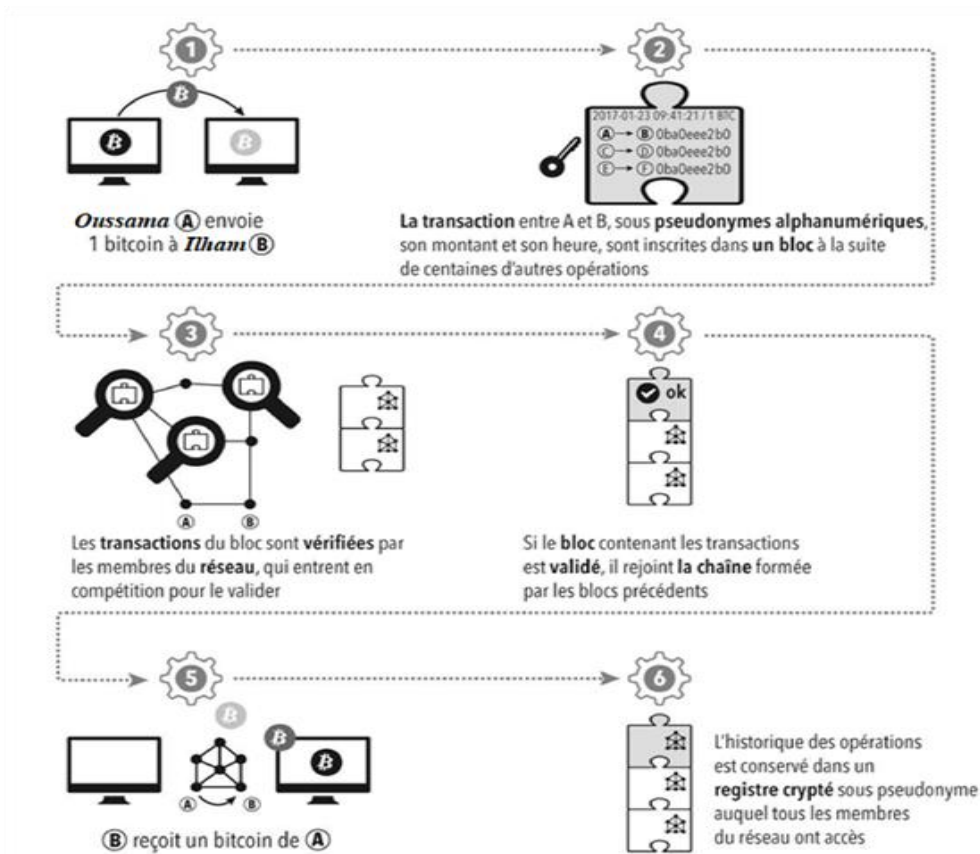 1
2
2017-01-23 09:41:21 / 1 BTC
A → B 0ba0eee2b0
C → D 0ba0eee2b0
E → F 0ba0eee2b0
Oussama A envoie
1 bitcoin à Ilham B
La transaction entre A et B, sous pseudonymes alphanumériques,
son montant et son heure, sont inscrites dans un bloc à la suite
de centaines d'autres opérations
3
4
ok
A B
Les transactions du bloc sont vérifiées par
les membres du réseau, qui entrent en
compétition pour le valider
Si le bloc contenant les transactions
est validé, il rejoint la chaîne formée
par les blocs précédents
5
6
A B
B reçoit un bitcoin de A
L'historique des opérations
est conservé dans un
registre crypté sous pseudonyme
auquel tous les membres
du réseau ont accès